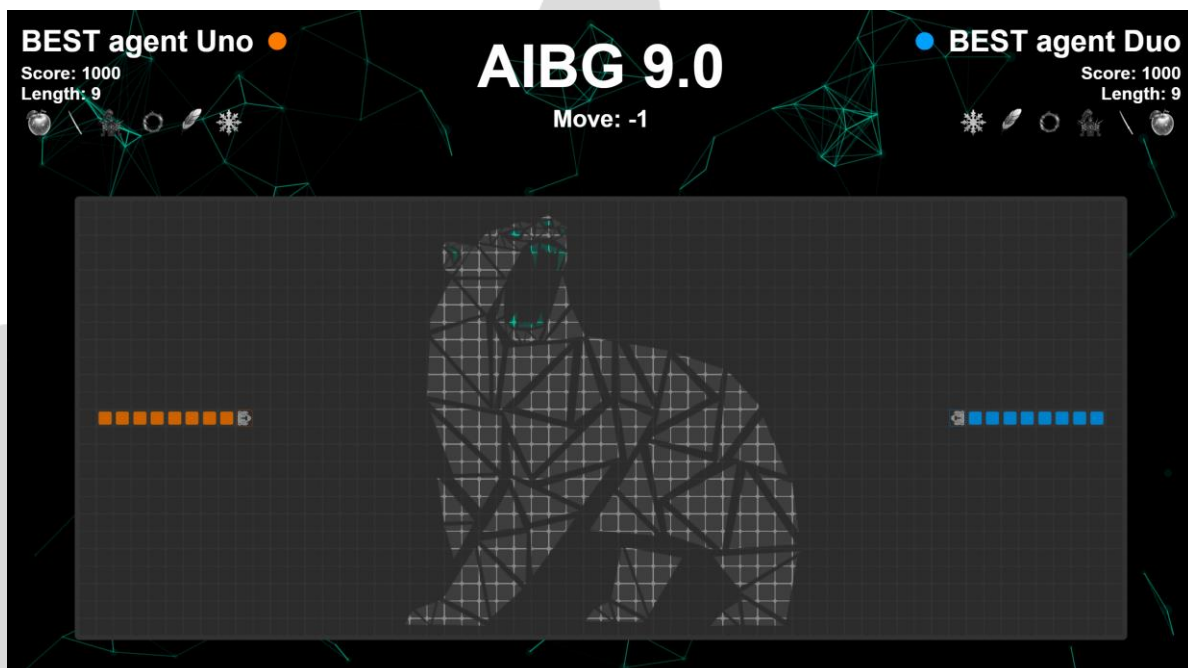 BEST agent Uno
Score: 1000
Length: 9
AIBG 9.0
Move: -1
BEST agent Duo
Score: 1000
Length: 9